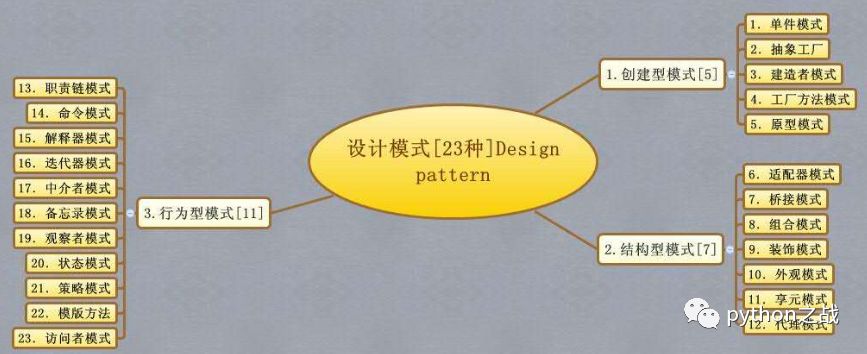 设计模式[23种]Design
pattern
1.创建型模式[5]
1. 单件模式
2. 抽象工厂
3. 建造者模式
4. 工厂方法模式
5. 原型模式
2.结构型模式[7]
6. 适配器模式
7. 桥接模式
8. 组合模式
9. 装饰模式
10. 外观模式
11. 享元模式
12. 代理模式
3.行为型模式[11]
13. 职责链模式
14. 命令模式
15. 解释器模式
16. 迭代器模式
17. 中介者模式
18. 备忘录模式
19. 观察者模式
20. 状态模式
21. 策略模式
22. 模版方法
23. 访问者模式
python之战